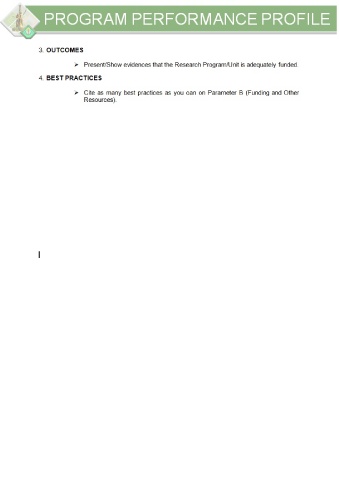 PROGRAM PERFORMANCE PROFILE
3. OUTCOMES
➢ Present/Show evidences that the Research Program/Unit is adequately funded.
4. BEST PRACTICES
➢ Cite as many best practices as you can on Parameter B (Funding and Other
Resources).